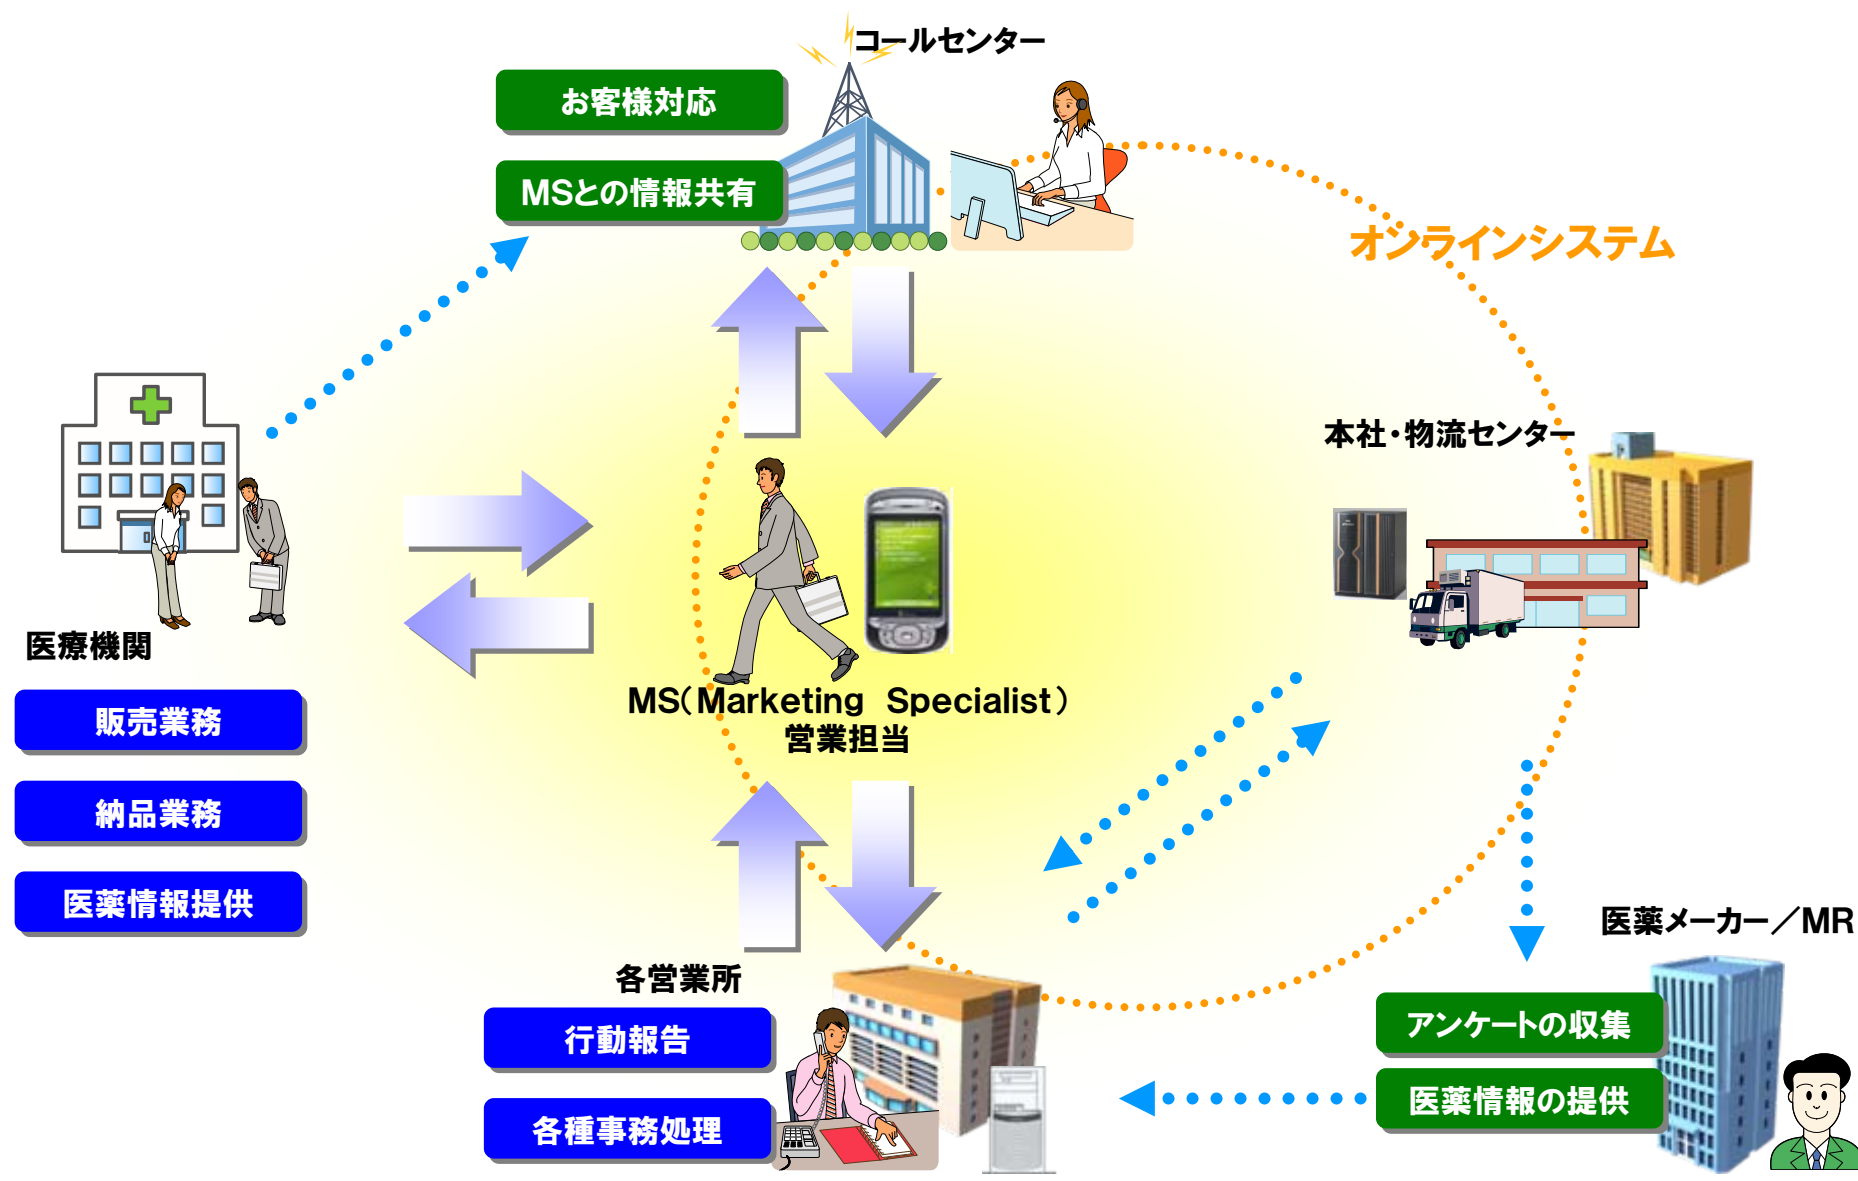 コールセンター
お客様対応
MSとの情報共有
オンラインシステム
本社・物流センター
医療機関
販売業務
納品業務
医薬情報提供
MS（Marketing Specialist）
営業担当
医薬メーカー／MR
アンケートの収集
医薬情報の提供
各営業所
行動報告
各種事務処理